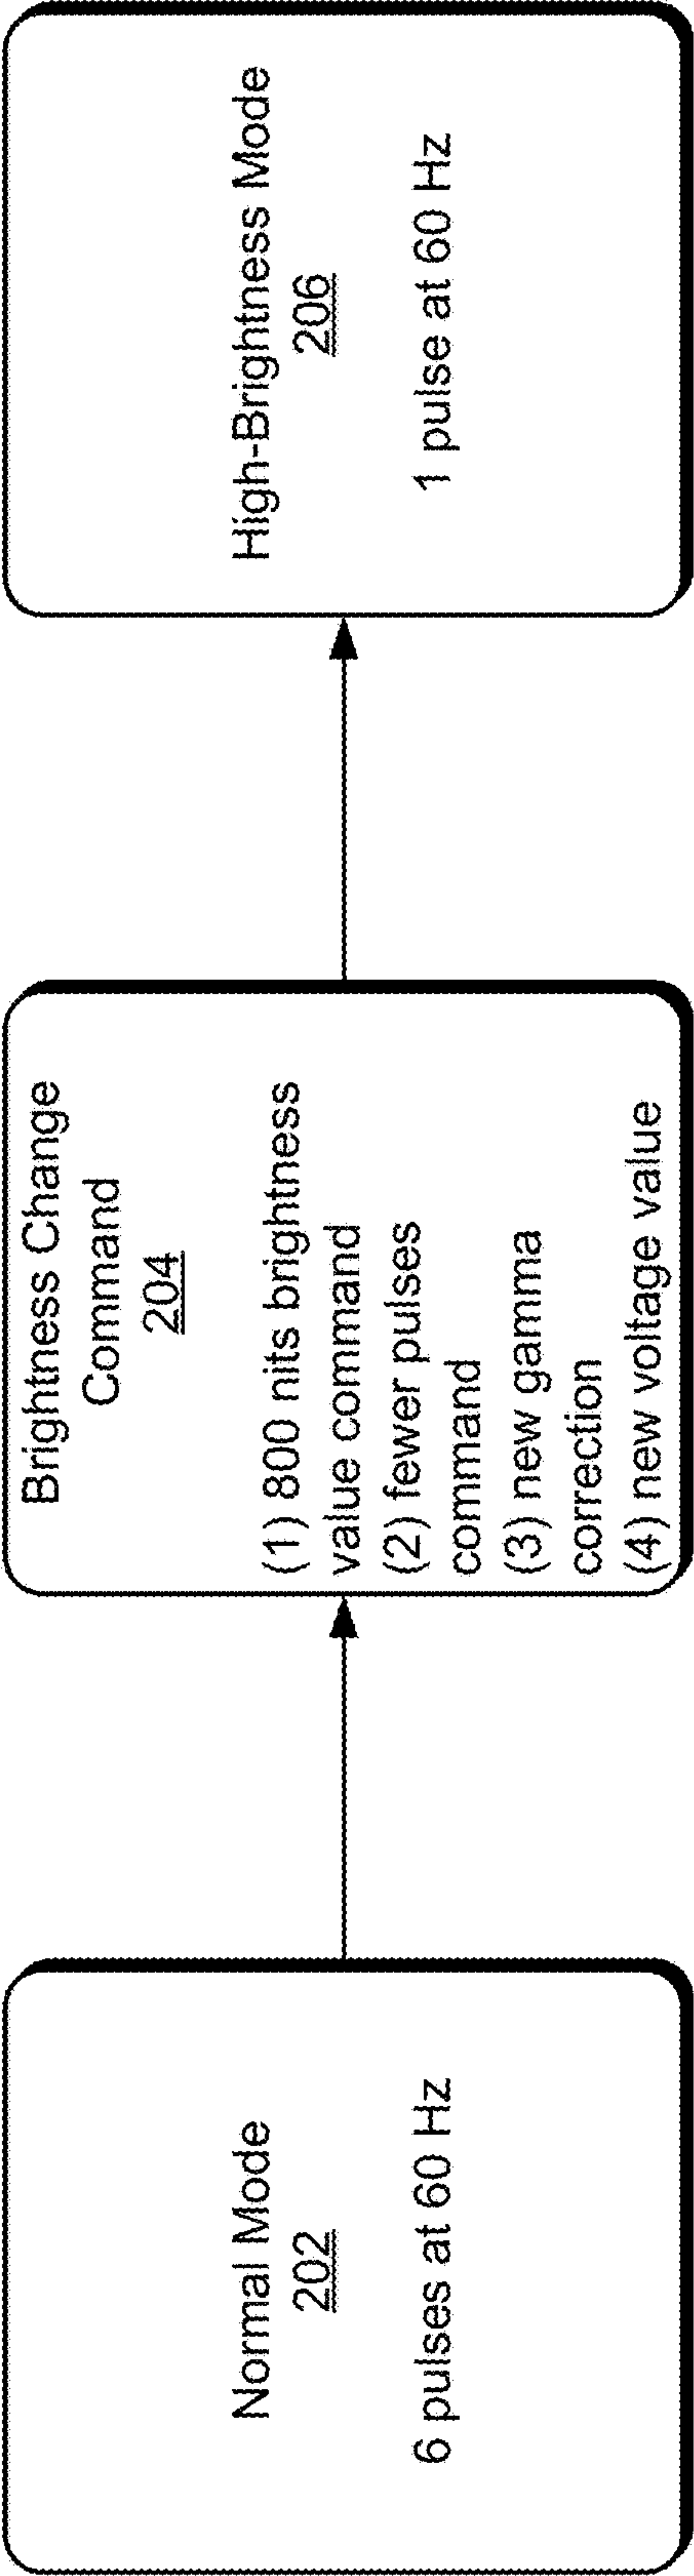 Normal Mode
202
6 pulses at 60 Hz
Brightness Change
Command
204
(1) 800 nits brightness
value command
(2) fewer pulses
command
(3) new gamma
correction
(4) new voltage value
High-Brightness Mode
206
1 pulse at 60 Hz